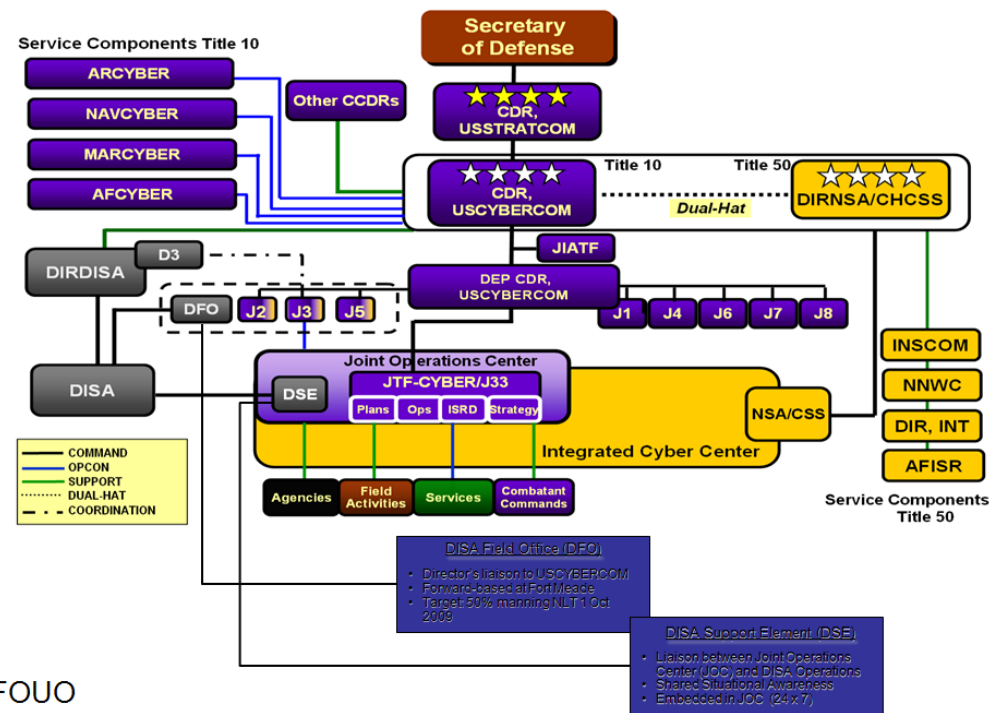 Secretary
of Defense
Service Components Title 10
ARCYBER
NAVCYBER
MARCYBER
AFCYBER
Other CCDRs
CDR,
USSTRATCOM
CDR,
USCYBERCOM
Title 10
Title 50
Dual-Hat
DIRNSA/CHCSS
JIATF
DIRDISA
D3
DEP CDR,
USCYBERCOM
DFO
J2
J3
J5
J1
J4
J6
J7
J8
DISA
Joint Operations Center
JTF-CYBER/J33
DSE
Plans
Ops
ISRD
Strategy
NSA/CSS
Integrated Cyber Center
INSCOM
NNWC
DIR, INT
AFISR
Service Components
Title 50
COMMAND
OPCON
SUPPORT
DUAL-HAT
COORDINATION
Agencies
Field
Activities
Services
Combatant
Commands
DISA Field Office (DFO)
• Director's liaison to USCYBERCOM
• Forward-based at Fort Meade
• Target: 50% manning NLT 1 Oct
2009
DISA Support Element (DSE)
• Liaison between Joint Operations
Center (JOC) and DISA Operations
• Shared Situational Awareness
• Embedded in JOC (24 x 7)
FOUO